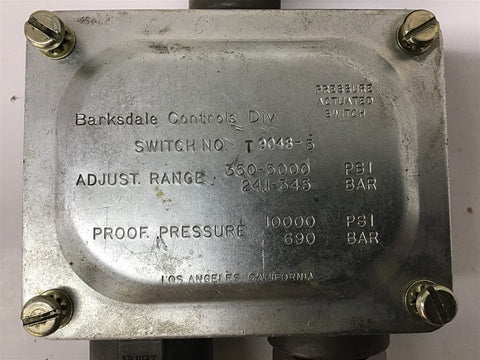 PRESSURE
ACTUATED
SWITCH
Barksdale Controls Div.
SWITCH NO. T 9048-5
ADJUST. RANGE 350-5000 PSI
24.1-345 BAR
PROOF PRESSURE 10000 PSI
690 BAR
LOS ANGELES CALIFORNIA